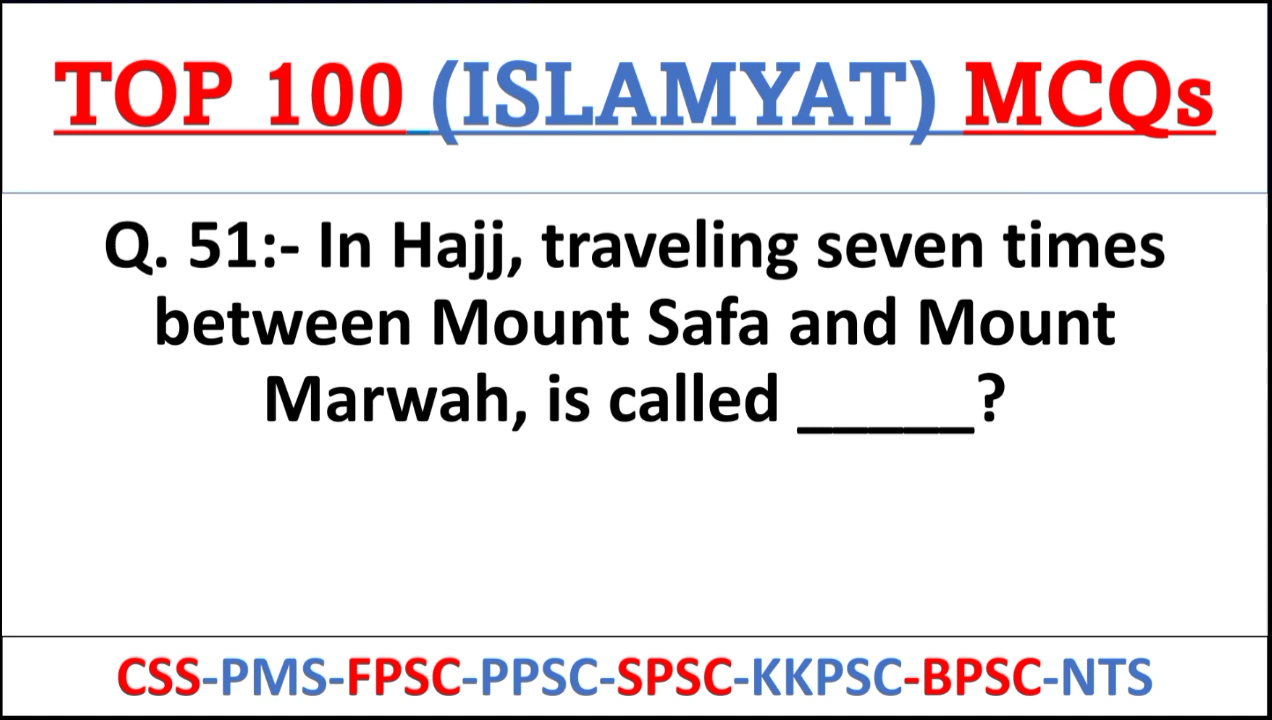 TOP 100 (ISLAMYAT) MCQs
Q. 51:- In Hajj, traveling seven times
between Mount Safa and Mount
Marwah, is called _____?
CSS-PMS-FPSC-PPSC-SPSC-KKPSC-BPSC-NTS